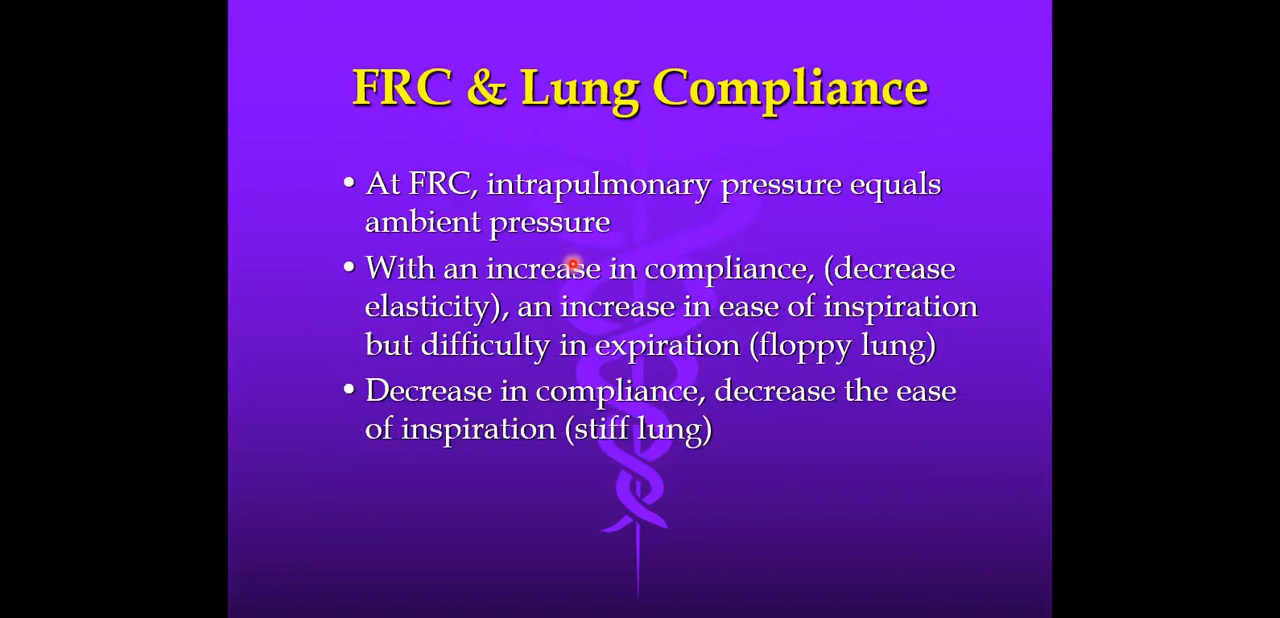 FRC & Lung Compliance
• At FRC, intrapulmonary pressure equals
ambient pressure
• With an increase in compliance, (decrease
elasticity), an increase in ease of inspiration
but difficulty in expiration (floppy lung)
• Decrease in compliance, decrease the ease
of inspiration (stiff lung)